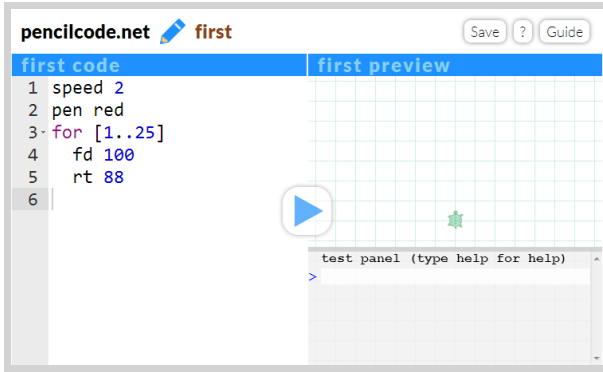 pencilcode.net first Save ? Guide
first code first preview
1 speed 2
2 pen red
3 for [1..25]
4 fd 100
5 rt 88
6
test panel (type help for help)
>